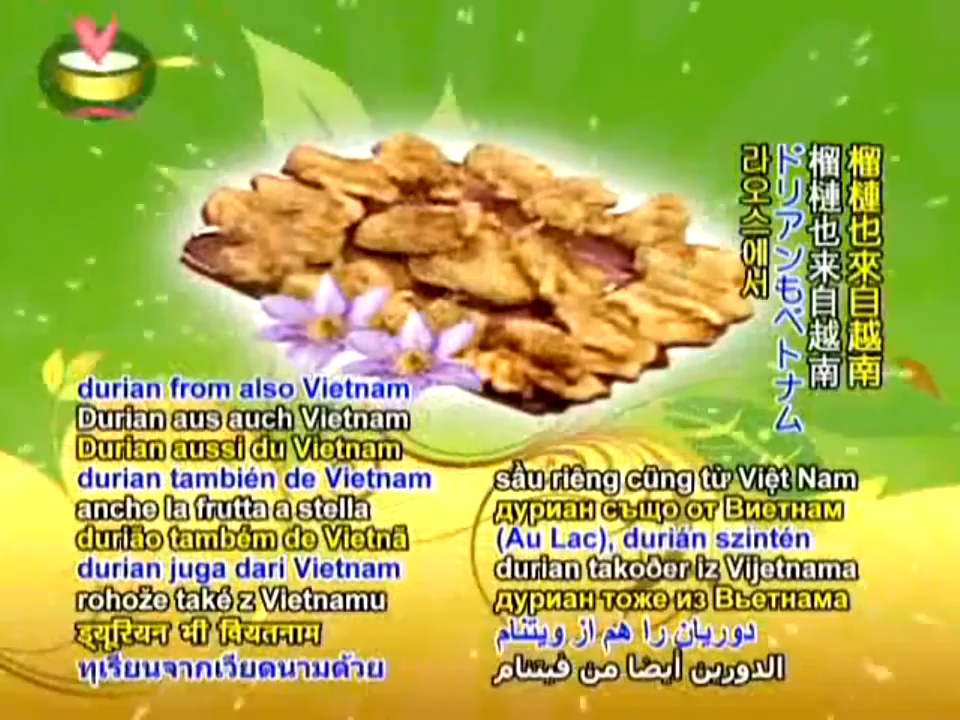 durian from also Vietnam
Durian aus auch Vietnam
Durian aussi du Vietnam
durian también de Vietnam
anche la frutta a stella
durião também de Vietnã
durian juga dari Vietnam
rohože také z Vietnamu
ड्यूरियन भी वियतनाम
ทุเรียนจากเวียดนามด้วย
sầu riêng cũng từ Việt Nam
дуриан също от Виетнам
(Au Lac), durián szintén
durian takoðer iz Vijetnama
дуриан тоже из Вьетнама
دوریان را هم از ویتنام
الدورين أيضا من فيتنام
榴槤也來自越南
榴槤也来自越南
ドリアンもベトナム
라오스에서